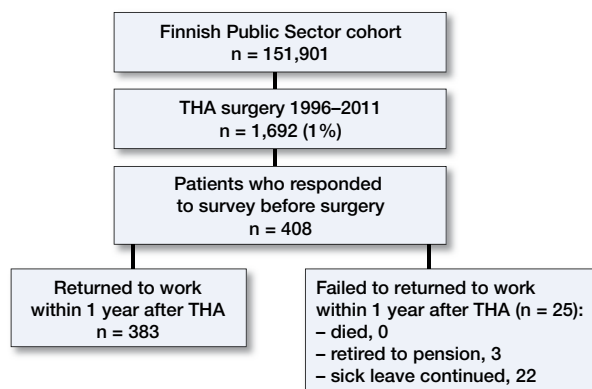 Finnish Public Sector cohort
n = 151,901
THA surgery 1996–2011
n = 1,692 (1%)
Patients who responded
to survey before surgery
n = 408
Returned to work
within 1 year after THA
n = 383
Failed to returned to work
within 1 year after THA (n = 25):
– died, 0
– retired to pension, 3
– sick leave continued, 22